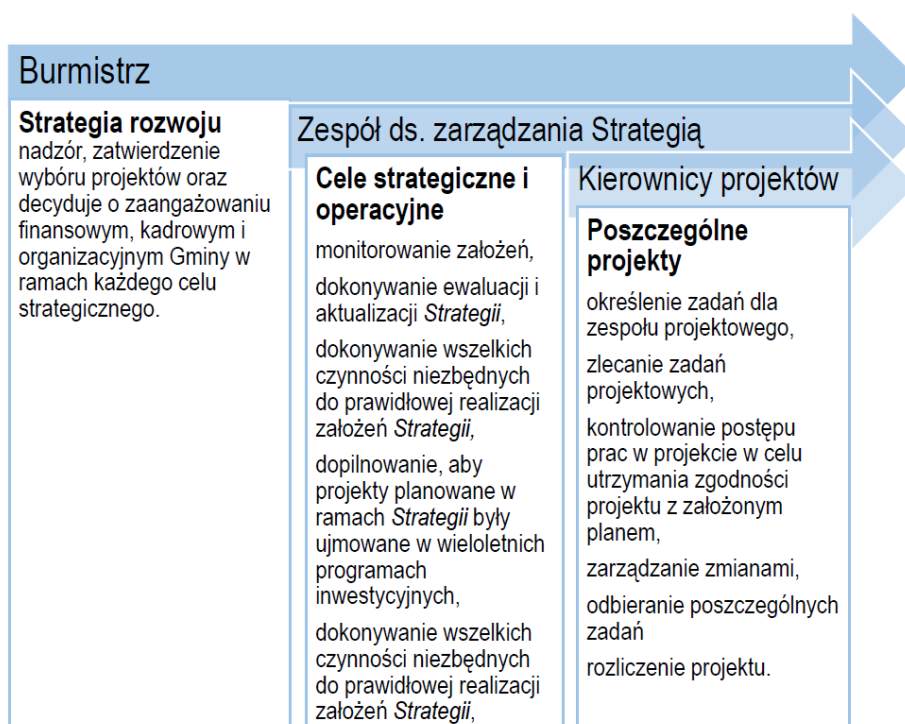 Burmistrz
Strategia rozwoju
nadzór, zatwierdzenie
wyboru projektów oraz
decyduje o zaangażowaniu
finansowym, kadrowym i
organizacyjnym Gminy w
ramach każdego celu
strategicznego.
Zespół ds. zarządzania Strategią
Cele strategiczne i
operacyjne
monitorowanie założeń,
dokonywanie ewaluacji i
aktualizacji Strategii,
dokonywanie wszelkich
czynności niezbędnych
do prawidłowej realizacji
założeń Strategii,
dopilnowanie, aby
projekty planowane w
ramach Strategii były
ujmowane w wieloletnich
programach
inwestycyjnych,
dokonywanie wszelkich
czynności niezbędnych
do prawidłowej realizacji
założeń Strategii,
Kierownicy projektów
Poszczególne
projekty
określenie zadań dla
zespołu projektowego,
zlecanie zadań
projektowych,
kontrolowanie postępu
prac w projekcie w celu
utrzymania zgodności
projektu z założonym
planem,
zarządzanie zmianami,
odbieranie poszczególnych
zadań
rozliczenie projektu.